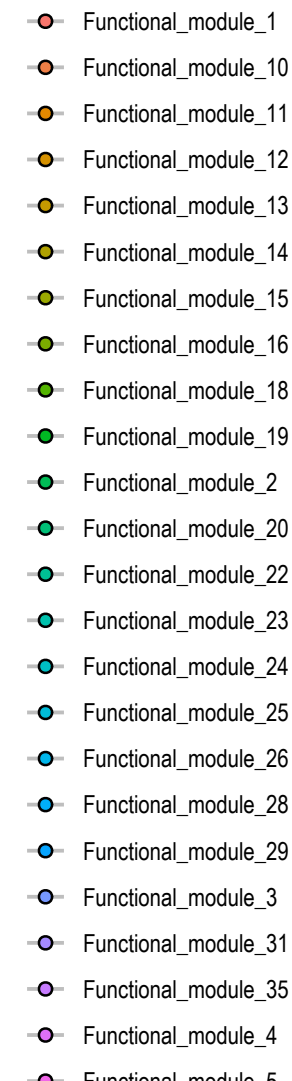 Functional_module_1
Functional_module_10
Functional_module_11
Functional_module_12
Functional_module_13
Functional_module_14
Functional_module_15
Functional_module_16
Functional_module_18
Functional_module_19
Functional_module_2
Functional_module_20
Functional_module_22
Functional_module_23
Functional_module_24
Functional_module_25
Functional_module_26
Functional_module_28
Functional_module_29
Functional_module_3
Functional_module_31
Functional_module_35
Functional_module_4
Functional_module_5